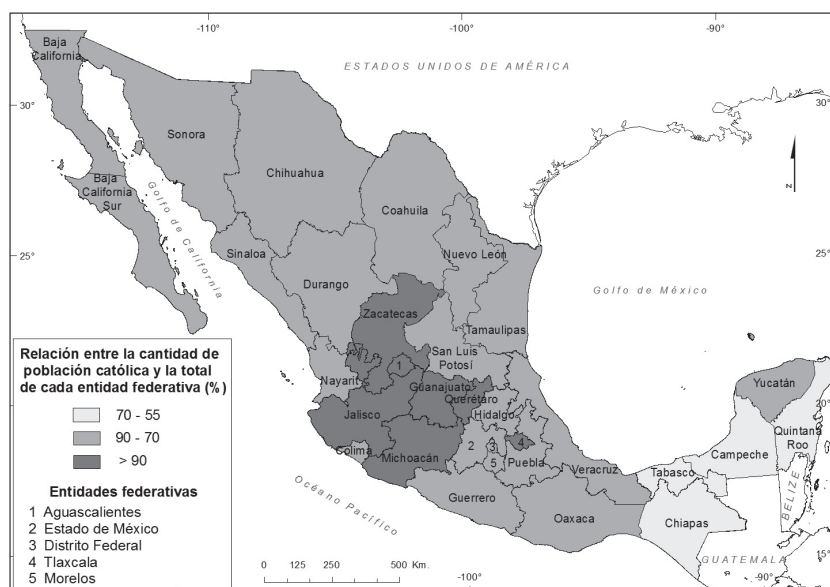 -110°
-100°
-90°
Baja
California
ESTADOS UNIDOS DE AMÉRICA
30°
30°
Sonora
Chihuahua
N
Baja
California
Sur
Golfo de California
Coahuila
25°
25°
Sinaloa
Nuevo León
Durango
Golfo de México
Zacatecas
Tamaulipas
Relación entre la cantidad de
población católica y la total
de cada entidad federativa (%)
70 - 55
90 - 70
> 90
Entidades federativas
1 Aguascalientes
2 Estado de México
3 Distrito Federal
4 Tlaxcala
5 Morelos
San Luis
Potosí
1
Nayarit
Guanajuato
Querétaro
Yucatán
20°
Jalisco
Hidalgo
Quintana
Roo
Colima
Michoacán
2
3
4
5
Puebla
Veracruz
Tabasco
Campeche
BELIZE
Océano Pacífico
Guerrero
Oaxaca
Chiapas
GUATEMALA
15°
0 125 250 500 Km.
-100°
-90°